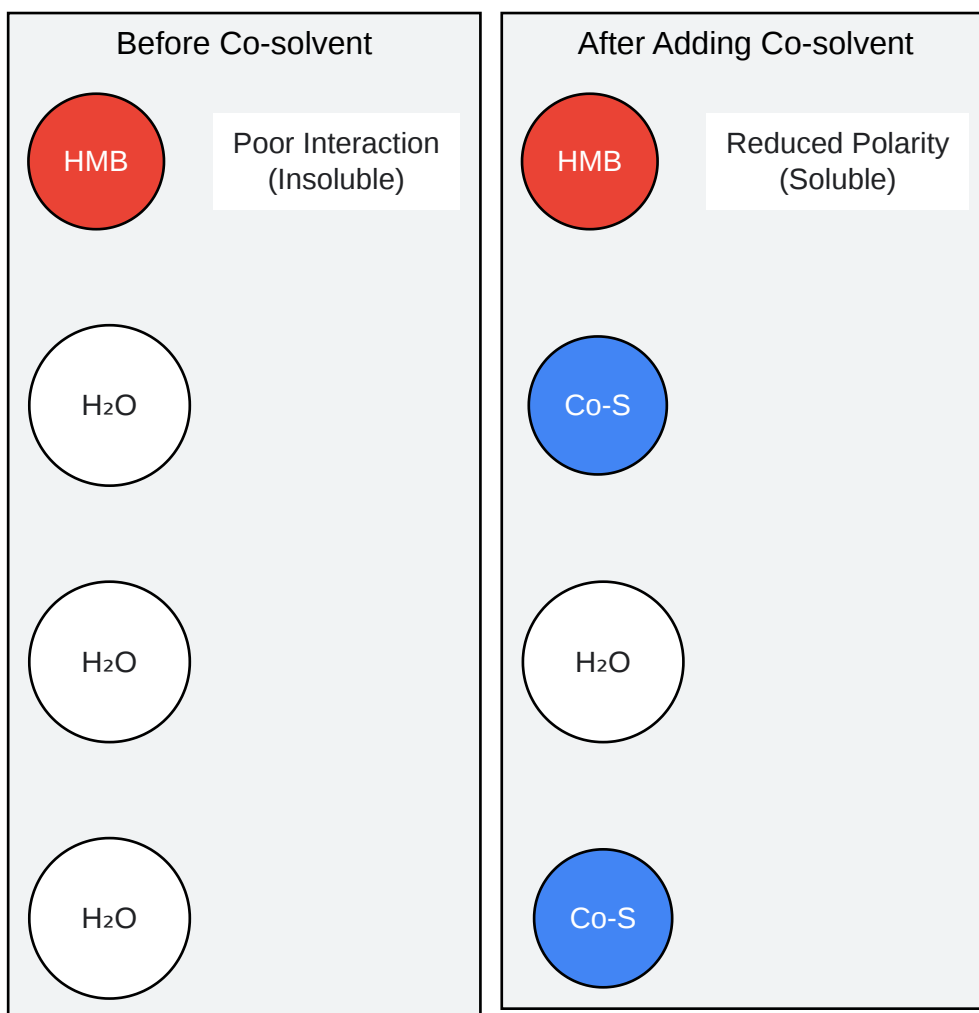 Before Co-solvent
HMB
Poor Interaction
(Insoluble)
H₂O
H₂O
H₂O
After Adding Co-solvent
HMB
Reduced Polarity
(Soluble)
Co-S
H₂O
Co-S